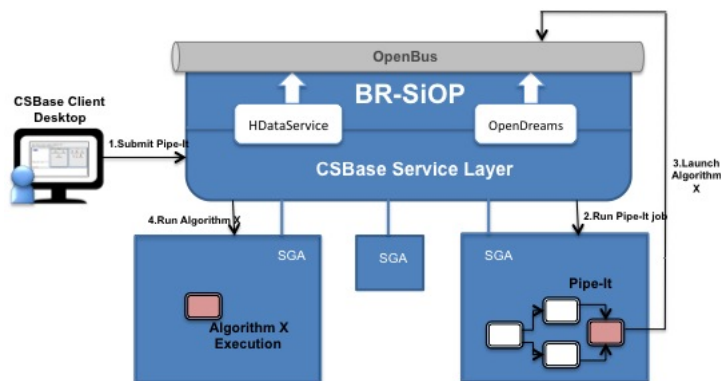 OpenBus
BR-SiOP
CSBase Client
Desktop
HDataService
OpenDreams
1.Submit Pipe-It
CSBase Service Layer
3.Launch
Algorithm
X
4.Run Algorithm X
2.Run Pipe-It job
SGA
SGA
SGA
Pipe-It
Algorithm X
Execution